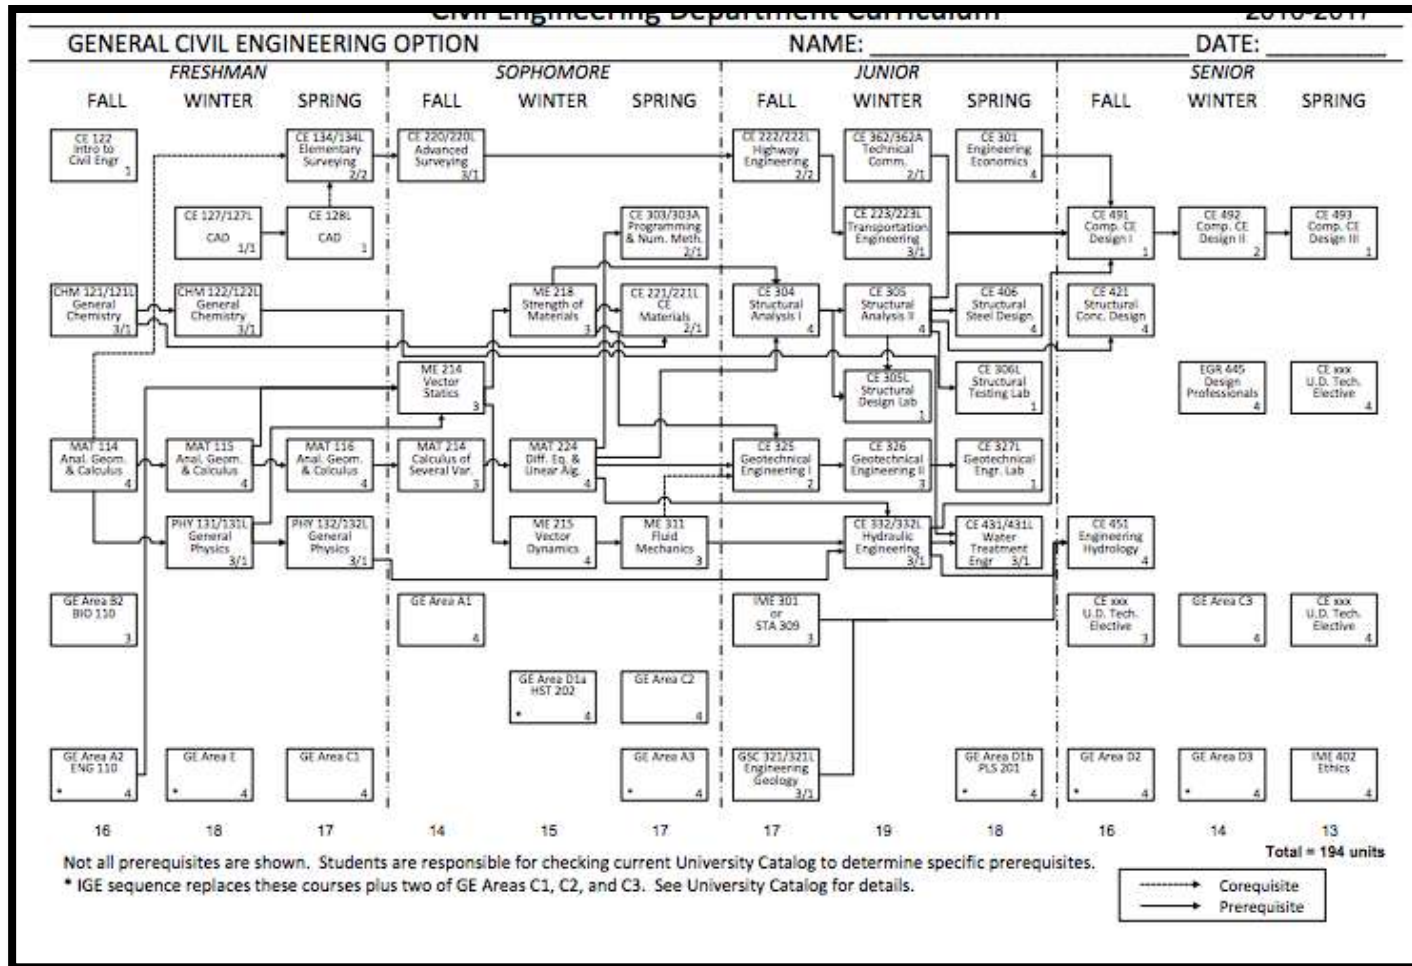 Civil Engineering Department Curriculum 2016-2017
GENERAL CIVIL ENGINEERING OPTION NAME: DATE:
FRESHMAN SOPHOMORE JUNIOR SENIOR
FALL WINTER SPRING FALL WINTER SPRING FALL WINTER SPRING FALL WINTER SPRING
CE 122
Intro to
Civil Engr
1
CE 134/134L
Elementary
Surveying
2/2
CE 220/220L
Advanced
Surveying
3/1
CE 222/222L
Highway
Engineering
2/2
CE 362/362A
Technical
Comm.
2/1
CE 301
Engineering
Economics
4
CE 127/127L
CAD
1/1
CE 128L
CAD
1
CE 303/303A
Programming
& Num. Meth.
2/1
CE 223/223L
Transportation
Engineering
3/1
CE 491
Comp. CE
Design I
1
CE 492
Comp. CE
Design II
2
CE 493
Comp. CE
Design III
1
CHM 121/121L
General
Chemistry
3/1
CHM 122/122L
General
Chemistry
3/1
ME 218
Strength of
Materials
3
CE 221/221L
CE
Materials
2/1
CE 304
Structural
Analysis I
4
CE 305
Structural
Analysis II
4
CE 406
Structural
Steel Design
4
CE 421
Structural
Conc. Design
4
ME 214
Vector
Statics
3
CE 305L
Structural
Design Lab
1
CE 306L
Structural
Testing Lab
1
EGR 445
Design
Professionals
4
CE xxx
U.D. Tech.
Elective
4
MAT 114
Anal. Geom.
& Calculus
4
MAT 115
Anal. Geom.
& Calculus
4
MAT 116
Anal. Geom.
& Calculus
4
MAT 214
Calculus of
Several Var.
3
MAT 224
Diff. Eq. &
Linear Alg.
4
CE 325
Geotechnical
Engineering I
2
CE 326
Geotechnical
Engineering II
3
CE 327L
Geotechnical
Engr. Lab
1
PHY 131/131L
General
Physics
3/1
PHY 132/132L
General
Physics
3/1
ME 215
Vector
Dynamics
4
ME 311
Fluid
Mechanics
3
CE 332/332L
Hydraulic
Engineering
3/1
CE 431/431L
Water
Treatment
Engr 3/1
CE 451
Engineering
Hydrology
4
GE Area B2
BIO 110
3
GE Area A1
4
IME 301
or
STA 309
3
CE xxx
U.D. Tech.
Elective
3
GE Area C3
4
CE xxx
U.D. Tech.
Elective
4
GE Area D1a
HST 202
* 4
GE Area C2
4
GE Area A2
ENG 110
* 4
GE Area E
* 4
GE Area C1
4
GE Area A3
* 4
GSC 321/321L
Engineering
Geology
3/1
GE Area D1b
PLS 201
* 4
GE Area D2
* 4
GE Area D3
* 4
IME 402
Ethics
4
16 18 17 14 15 17 17 19 18 16 14 13
Total = 194 units
Not all prerequisites are shown. Students are responsible for checking current University Catalog to determine specific prerequisites.
* IGE sequence replaces these courses plus two of GE Areas C1, C2, and C3. See University Catalog for details.
Corequisite
Prerequisite